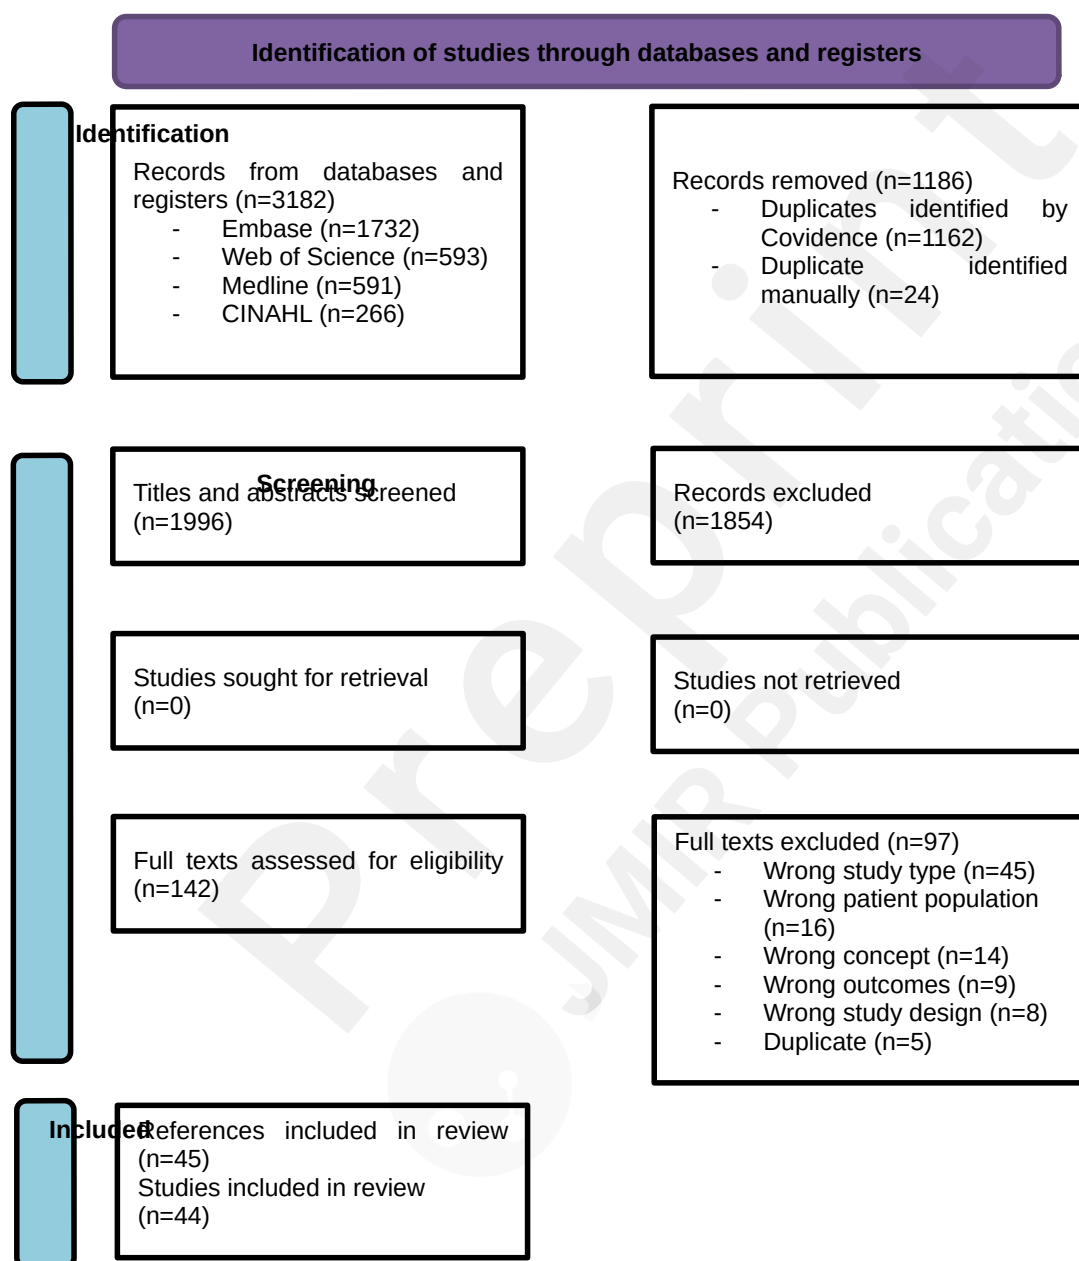 Identification of studies through databases and registers
Identification
Records from databases and
registers (n=3182)
- Embase (n=1732)
- Web of Science (n=593)
- Medline (n=591)
- CINAHL (n=266)
Records removed (n=1186)
- Duplicates identified by
Covidence (n=1162)
- Duplicate identified
manually (n=24)
Screening
Titles and abstracts screened
(n=1996)
Records excluded
(n=1854)
Studies sought for retrieval
(n=0)
Studies not retrieved
(n=0)
Full texts assessed for eligibility
(n=142)
Full texts excluded (n=97)
- Wrong study type (n=45)
- Wrong patient population
(n=16)
- Wrong concept (n=14)
- Wrong outcomes (n=9)
- Wrong study design (n=8)
- Duplicate (n=5)
Included
References included in review
(n=45)
Studies included in review
(n=44)
Preprint
JMIR